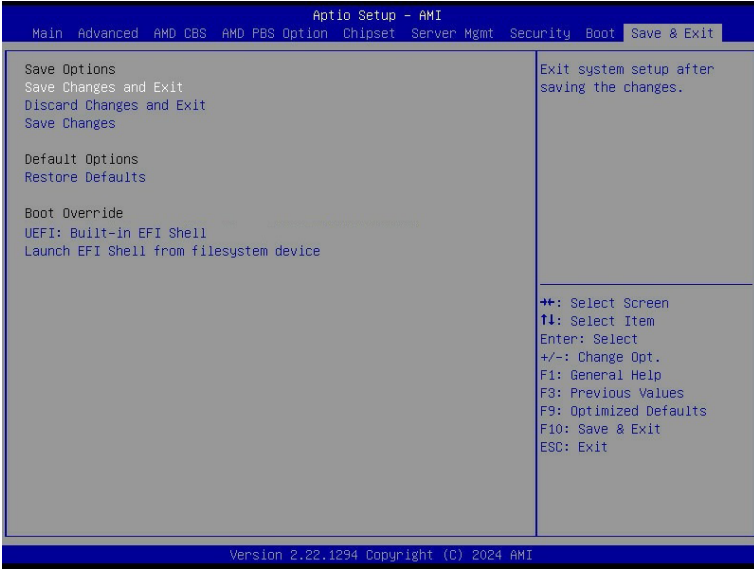 Aptio Setup – AMI
Main Advanced AMD CBS AMD PBS Option Chipset Server Mgmt Security Boot Save & Exit
Save Options
Save Changes and Exit
Discard Changes and Exit
Save Changes
Default Options
Restore Defaults
Boot Override
UEFI: Built-in EFI Shell
Launch EFI Shell from filesystem device
Exit system setup after
saving the changes.
→←: Select Screen
↑↓: Select Item
Enter: Select
+/-: Change Opt.
F1: General Help
F3: Previous Values
F9: Optimized Defaults
F10: Save & Exit
ESC: Exit
Version 2.22.1294 Copyright (C) 2024 AMI